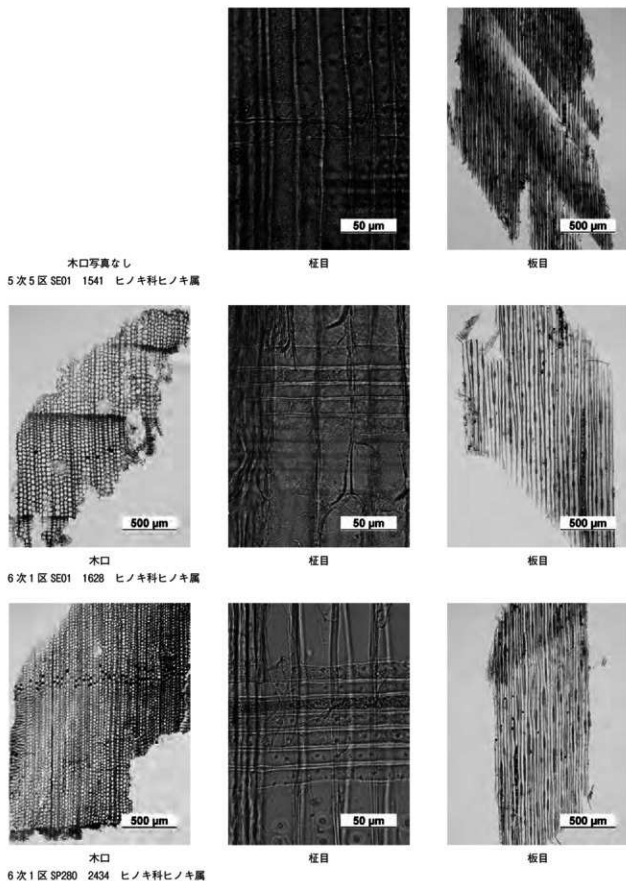 50 µm
500 µm
木口写真なし
柾目
板目
5次5区 SE01 1541 ヒノキ科ヒノキ属
500 µm
50 µm
500 µm
木口
柾目
板目
6次1区 SE01 1628 ヒノキ科ヒノキ属
500 µm
50 µm
500 µm
木口
柾目
板目
6次1区 SP280 2434 ヒノキ科ヒノキ属